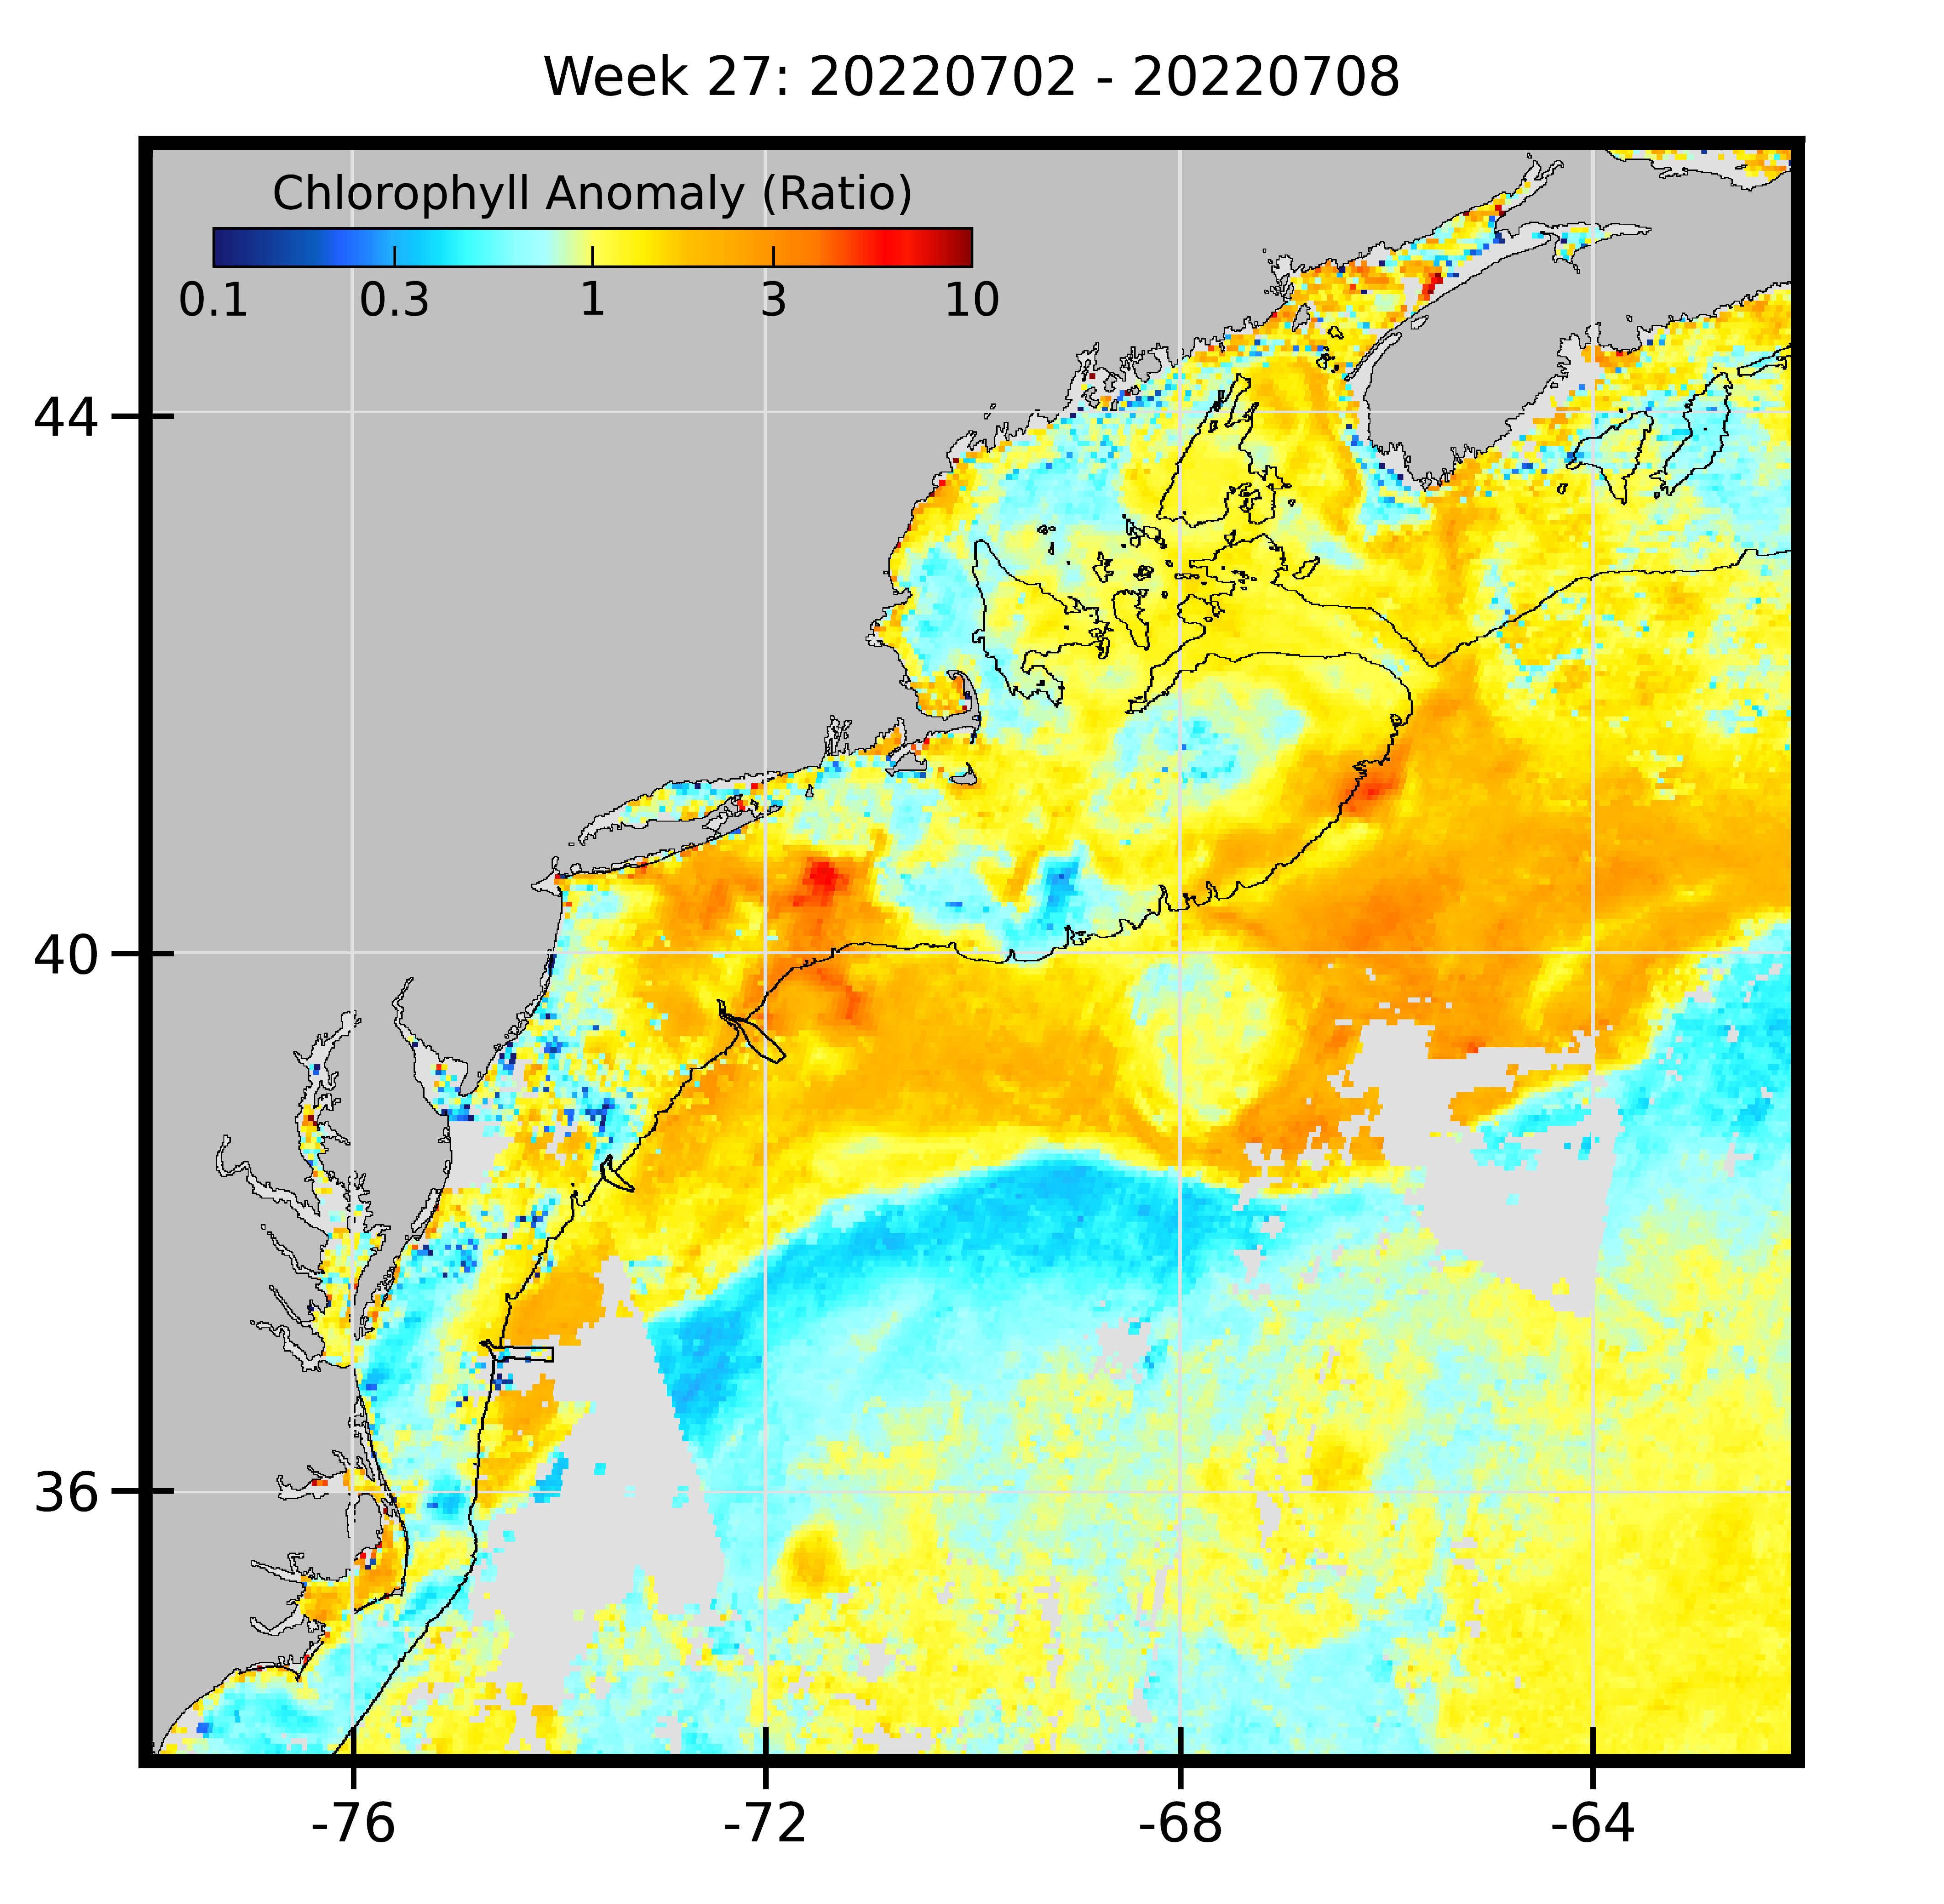 Week 27: 20220702 - 20220708
Chlorophyll Anomaly (Ratio)
0.1 0.3 1 3 10
44
40
36
-76 -72 -68 -64